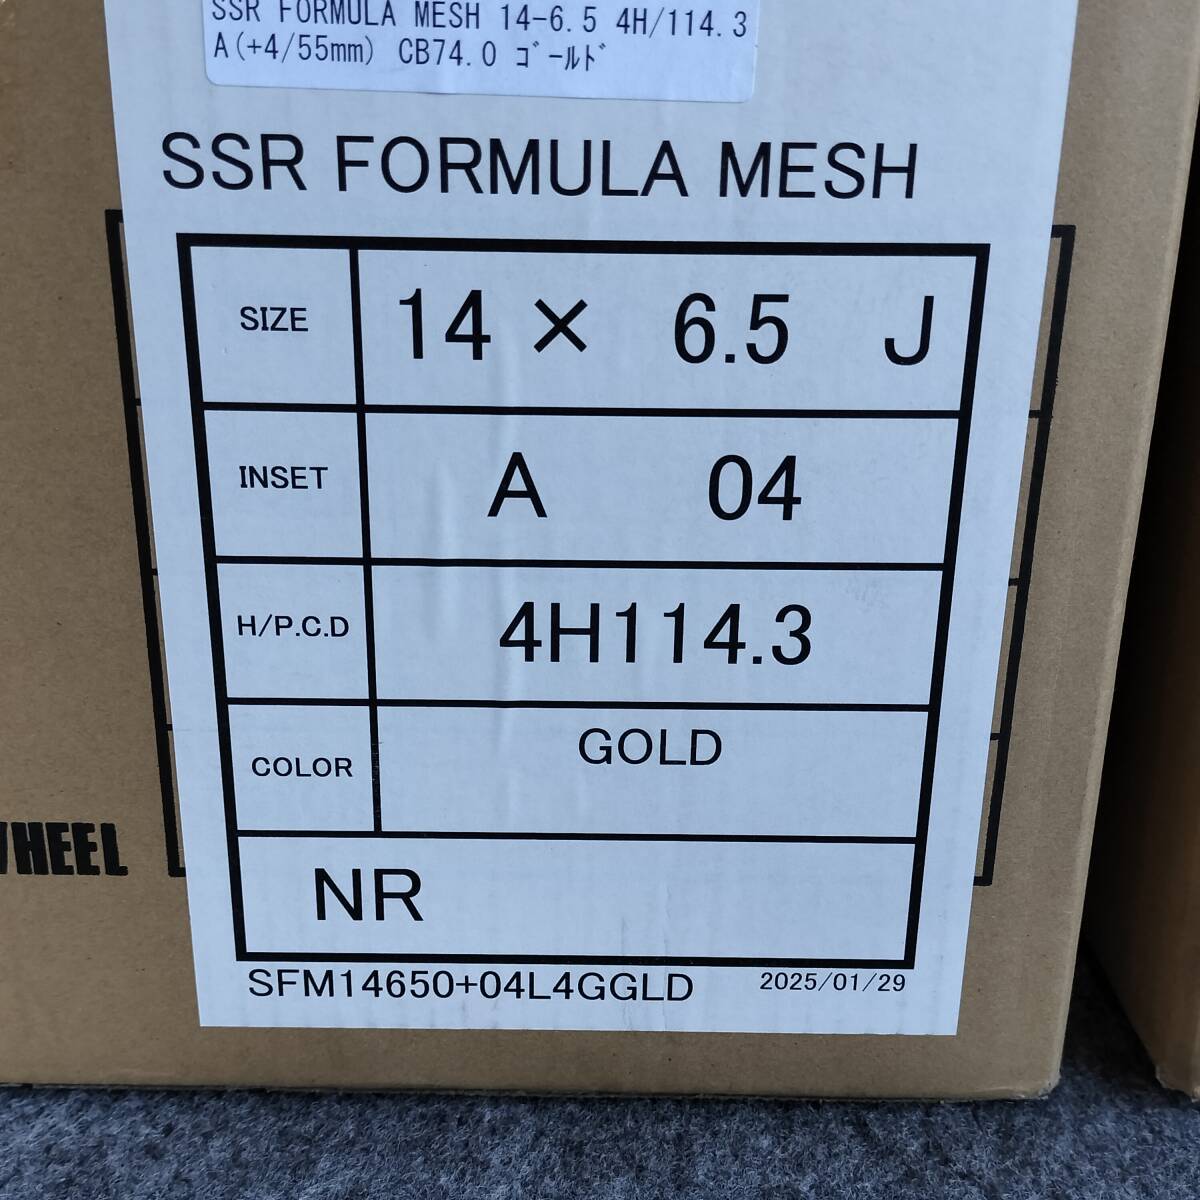 SSR FORMULA MESH 14-6.5 4H/114.3
A(+4/55mm) CB74.0 ｺﾞｰﾙﾄﾞ
SSR FORMULA MESH
SIZE 14× 6.5 J
INSET A 04
H/P.C.D 4H114.3
COLOR GOLD
NR
SFM14650+04L4GGLD 2025/01/29